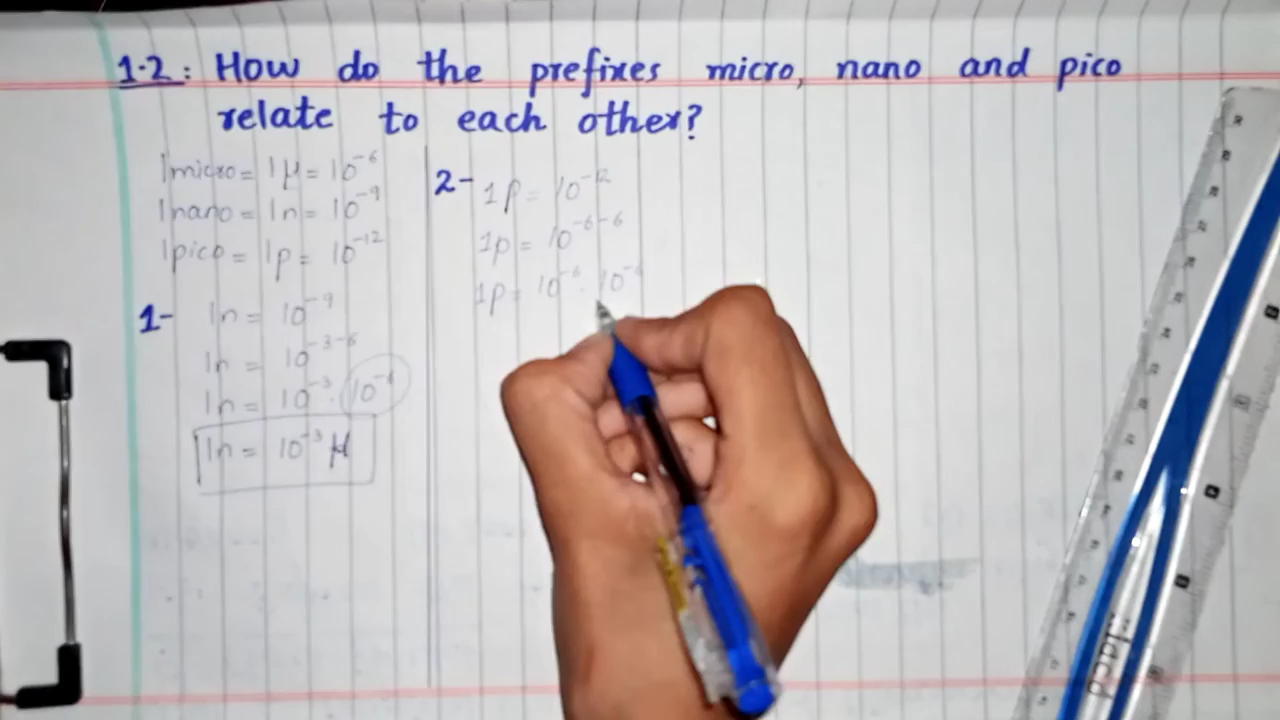 1.2: How do the prefixes micro, nano and pico
relate to each other?
1micro = 1μ = 10⁻⁶
1nano = 1n = 10⁻⁹
1pico = 1p = 10⁻¹²
1- 1n = 10⁻⁹
1n = 10⁻³⁻⁶
1n = 10⁻³ · 10⁻⁶
1n = 10⁻³ μ
2- 1p = 10⁻¹²
1p = 10⁻⁶⁻⁶
1p = 10⁻⁶ · 10⁻⁶